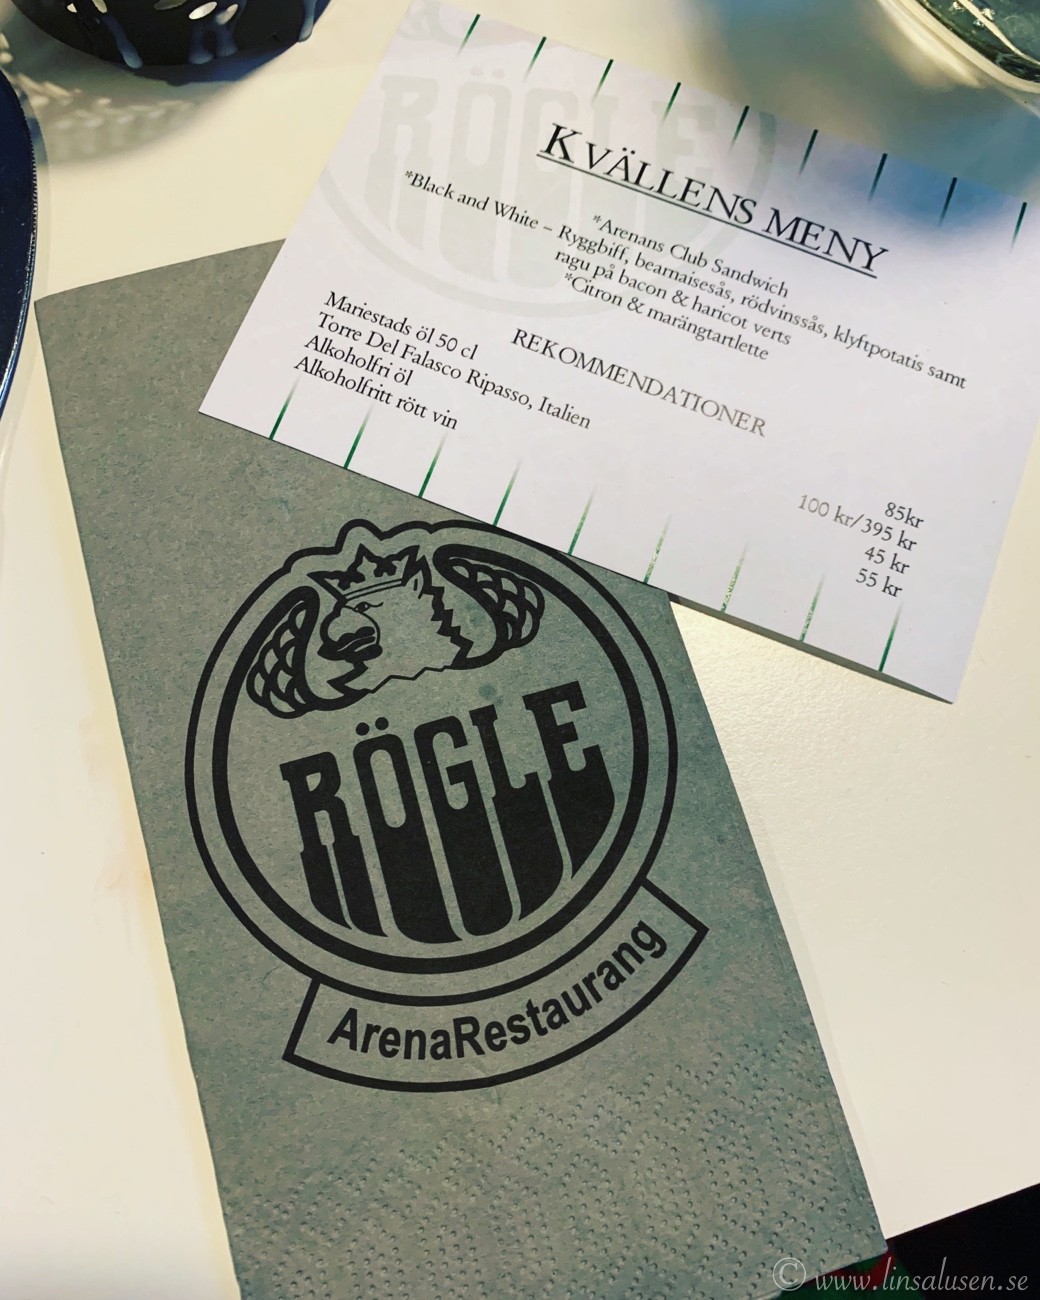 RÖGLE
KVÄLLENS MENY
*Arenans Club Sandwich
*Black and White – Ryggbiff, bearnaisesås, rödvinssås, klyftpotatis samt
ragu på bacon & haricot verts
*Citron & marängtartlette
REKOMMENDATIONER
Mariestads öl 50 cl
Torre Del Falasco Ripasso, Italien
Alkoholfri öl
Alkoholfritt rött vin
85kr
100 kr/395 kr
45 kr
55 kr
RÖGLE
ArenaRestaurang
© www.linsalusen.se